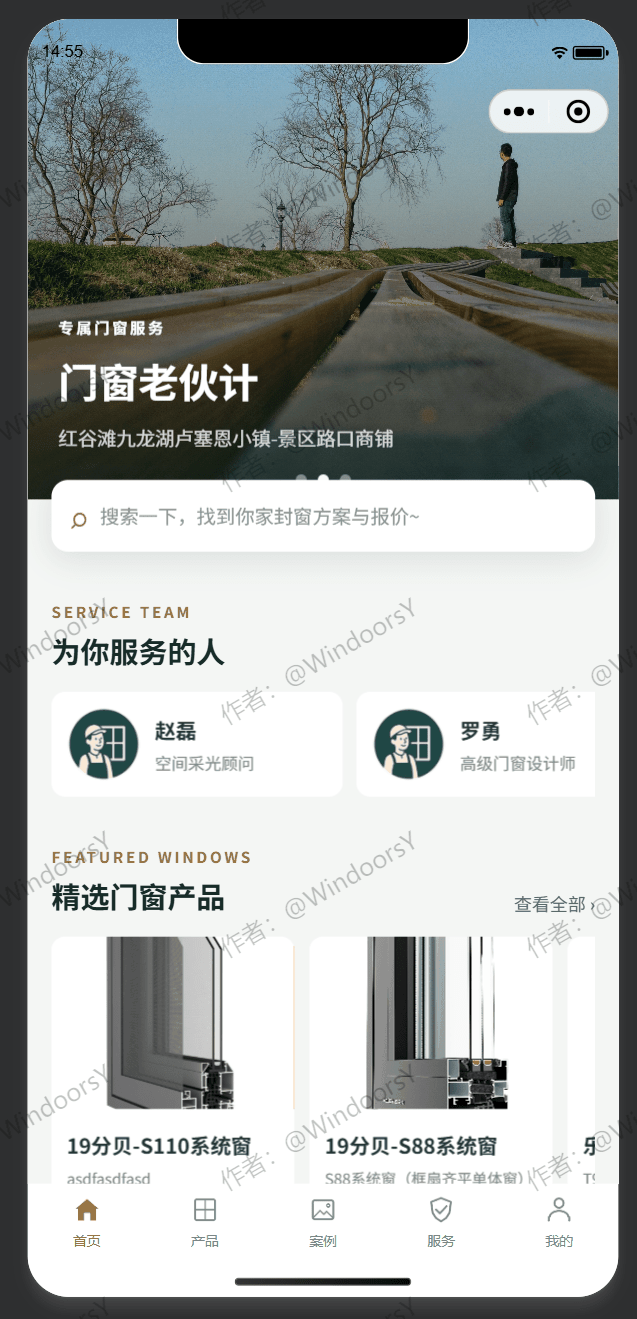 14:55
专属门窗服务
门窗老伙计
红谷滩九龙湖卢塞恩小镇-景区路口商铺
搜索一下，找到你家封窗方案与报价~
SERVICE TEAM
为你服务的人
赵磊
空间采光顾问
罗勇
高级门窗设计师
FEATURED WINDOWS
精选门窗产品
查看全部 ›
19分贝-S110系统窗
asdfasdfasd
19分贝-S88系统窗
S88系统窗（框扇齐平单体窗）
首页
产品
案例
服务
我的
作者：@WindoorsY